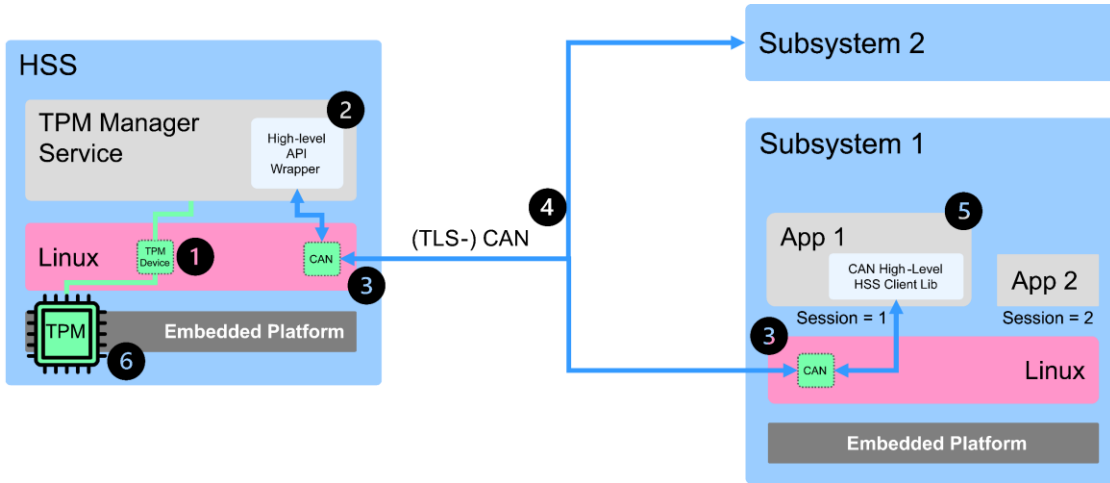 HSS
TPM Manager
Service
2
High-level
API
Wrapper
Linux
TPM
Device
1
CAN
3
TPM
Embedded Platform
6
(TLS-) CAN
4
Subsystem 2
Subsystem 1
5
App 1
CAN High-Level
HSS Client Lib
App 2
Session = 1
Session = 2
3
CAN
Linux
Embedded Platform